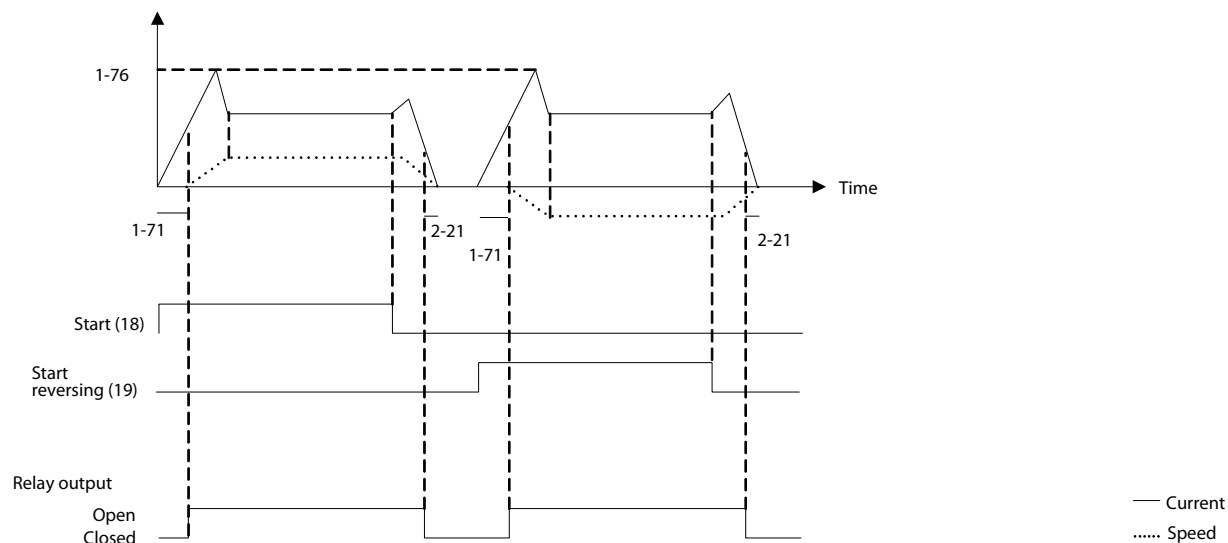 1-76
Time
1-71
2-21
1-71
2-21
Start (18)
Start
reversing (19)
Relay output
Open
Closed
Current
Speed